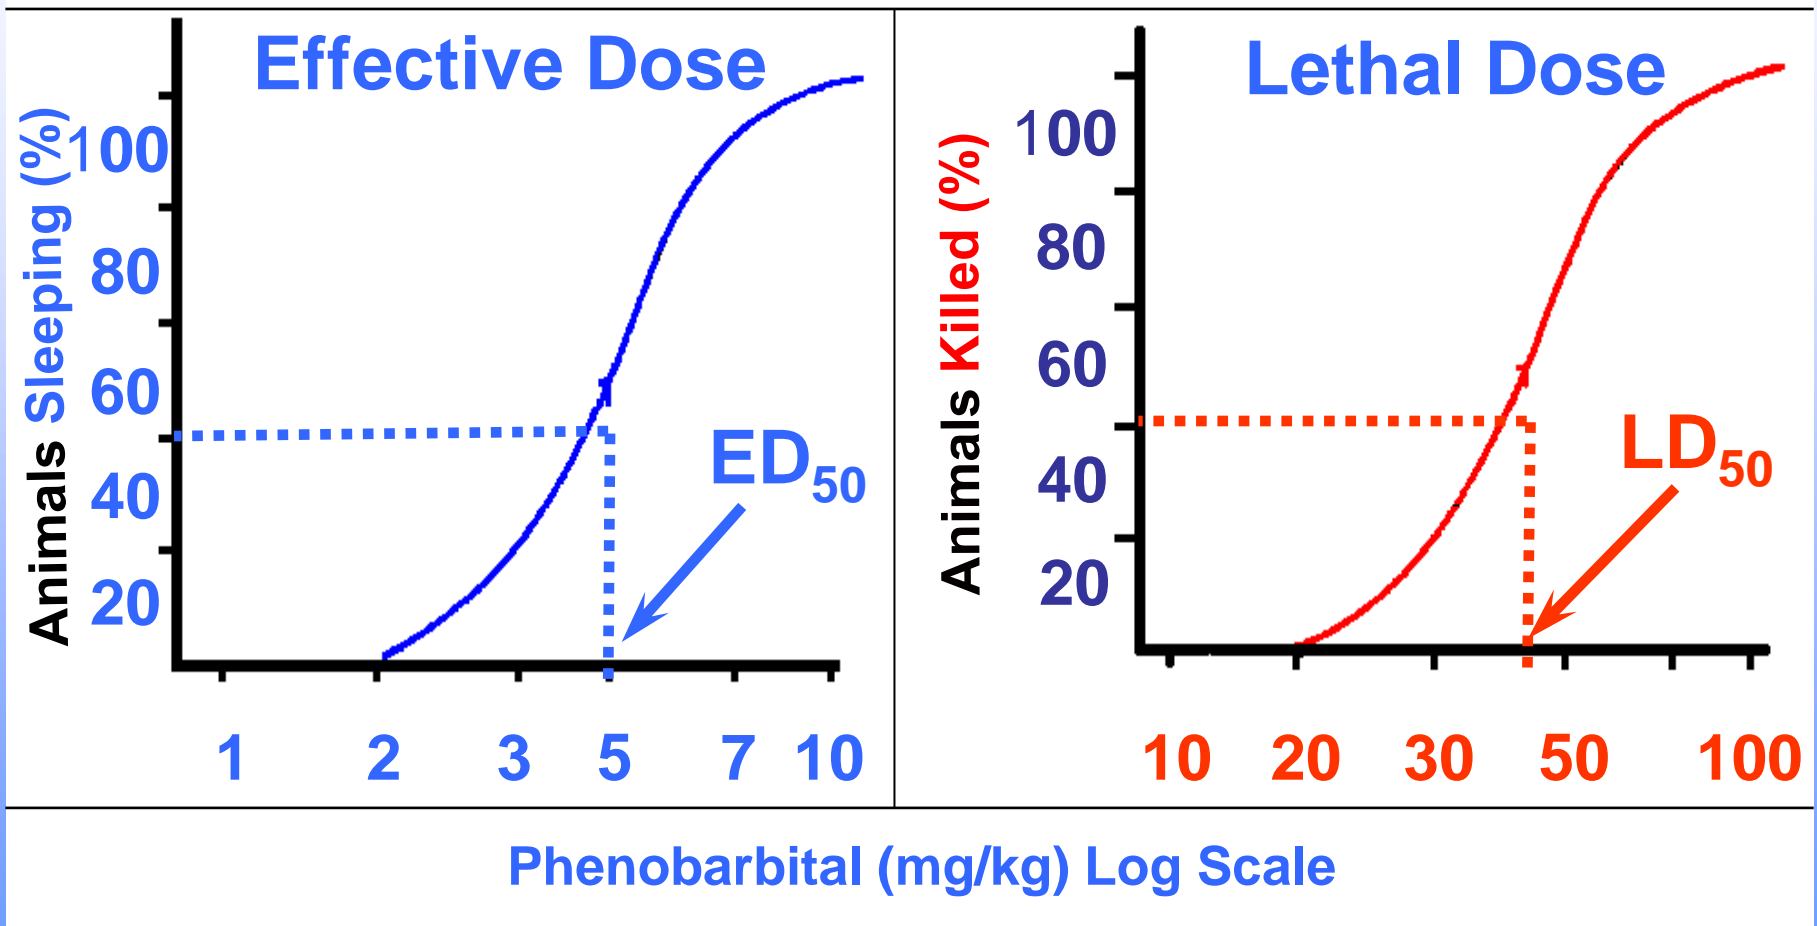 Effective Dose
Animals Sleeping (%)
100
80
60
40
20
ED50
1 2 3 5 7 10
Lethal Dose
Animals Killed (%)
100
80
60
40
20
LD50
10 20 30 50 100
Phenobarbital (mg/kg) Log Scale